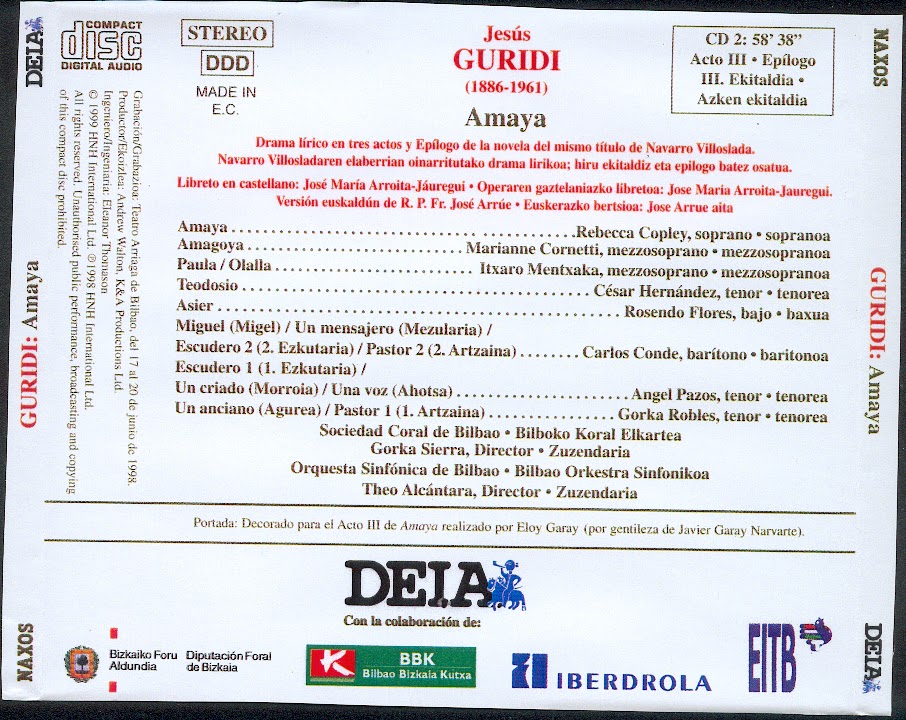 DEIA
COMPACT
disc
DIGITAL AUDIO
STEREO
DDD
MADE IN
E.C.
Jesús
GURIDI
(1886-1961)
Amaya
CD 2: 58’ 38”
Acto III • Epílogo
III. Ekitaldia •
Azken ekitaldia
NAXOS
Drama lírico en tres actos y Epílogo de la novela del mismo título de Navarro Villoslada.
Navarro Villosladaren elaberrian oinarritutako drama lirikoa; hiru ekitaldiz eta epilogo batez osatua.
Libreto en castellano: José María Arroita-Jáuregui • Operaren gaztelaniazko libretoa: Jose Maria Arroita-Jauregui.
Versión euskaldún de R. P. Fr. José Arrúe • Euskerazko bertsioa: Jose Arrue aita
Amaya Rebecca Copley, soprano • sopranoa
Amagoya Marianne Cornetti, mezzosoprano • mezzosopranoa
Paula / Olalla Itxaro Mentxaka, mezzosoprano • mezzosopranoa
Teodosio César Hernández, tenor • tenorea
Asier Rosendo Flores, bajo • baxua
Miguel (Migel) / Un mensajero (Mezularia) /
Escudero 2 (2. Ezkutaria) / Pastor 2 (2. Artzaina) Carlos Conde, barítono • baritonoa
Escudero 1 (1. Ezkutaria) /
Un criado (Morroia) / Una voz (Ahotsa) Angel Pazos, tenor • tenorea
Un anciano (Agurea) / Pastor 1 (1. Artzaina) Gorka Robles, tenor • tenorea
Sociedad Coral de Bilbao • Bilboko Koral Elkartea
Gorka Sierra, Director • Zuzendaria
Orquesta Sinfónica de Bilbao • Bilbao Orkestra Sinfonikoa
Theo Alcántara, Director • Zuzendaria
Grabación/Grabazioa: Teatro Arriaga de Bilbao, del 17 al 20 de junio de 1998.
Productor/Ekoizlea: Andrew Walton, K&A Productions Ltd.
Ingeniero/Ingeniaria: Eleanor Thomason
© 1999 HNH International Ltd. ℗ 1998 HNH International Ltd.
All rights reserved. Unauthorised public performance, broadcasting and copying
of this compact disc prohibited.
GURIDI: Amaya
GURIDI: Amaya
Portada: Decorado para el Acto III de Amaya realizado por Eloy Garay (por gentileza de Javier Garay Narvarte).
DEIA
Con la colaboración de:
NAXOS
Bizkaiko Foru
Aldundia
Diputación Foral
de Bizkaia
BBK
Bilbao Bizkaia Kutxa
IBERDROLA
EITB
DEIA